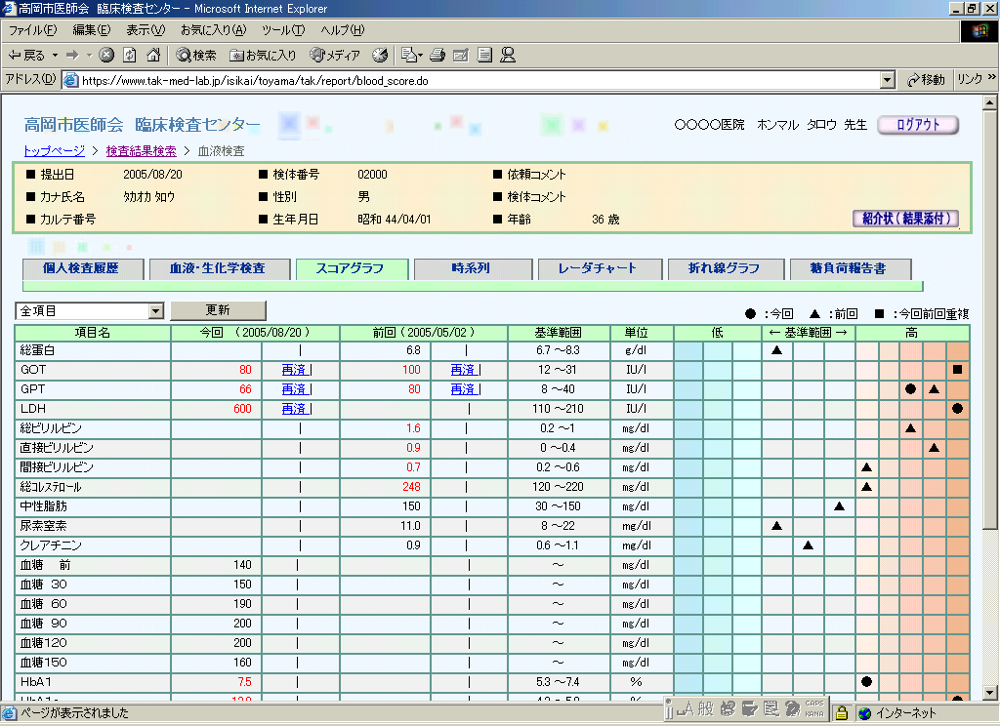 高岡市医師会 臨床検査センター - Microsoft Internet Explorer
ファイル(F) 編集(E) 表示(V) お気に入り(A) ツール(T) ヘルプ(H)
戻る 検索 お気に入り メディア
アドレス(D) https://www.tak-med-lab.jp/isikai/toyama/tak/report/blood_score.do 移動 リンク »
高岡市医師会 臨床検査センター 〇〇〇〇医院 ホンマル タロウ 先生 ログアウト
トップページ > 検査結果検索 > 血液検査
■ 提出日 2005/08/20 ■ 検体番号 02000 ■ 依頼コメント
■ カナ氏名 タカオカ タロウ ■ 性別 男 ■ 検体コメント
■ カルテ番号 ■ 生年月日 昭和 44/04/01 ■ 年齢 36 歳 紹介状(結果添付)
個人検査履歴 血液・生化学検査 スコアグラフ 時系列 レーダチャート 折れ線グラフ 糖負荷報告書
全項目 更新 ● :今回 ▲ :前回 ■ :今回前回重複
項目名 今回 (2005/08/20 ) 前回 ( 2005/05/02 ) 基準範囲 単位 低 ← 基準範囲 → 高
総蛋白 | 6.8 | 6.7 ～8.3 g/dl ▲
GOT 80 再済 | 100 再済 | 12 ～31 IU/l ■
GPT 66 再済 | 80 再済 | 8 ～40 IU/l ● ▲
LDH 600 再済 | | 110 ～210 IU/l ●
総ビリルビン | 1.6 | 0.2 ～1 mg/dl ▲
直接ビリルビン | 0.9 | 0 ～0.4 mg/dl ▲
間接ビリルビン | 0.7 | 0.2 ～0.6 mg/dl ▲
総コレステロール | 248 | 120 ～220 mg/dl ▲
中性脂肪 | 150 | 30 ～150 mg/dl ▲
尿素窒素 | 11.0 | 8 ～22 mg/dl ▲
クレアチニン | 0.9 | 0.6 ～1.1 mg/dl ▲
血糖 前 140 | | ～ mg/dl
血糖 30 150 | | ～ mg/dl
血糖 60 190 | | ～ mg/dl
血糖 90 200 | | ～ mg/dl
血糖120 200 | | ～ mg/dl
血糖150 160 | | ～ mg/dl
HbA1 7.5 | | 5.3 ～7.4 % ●
ページが表示されました A 般 CAPS KANA インターネット